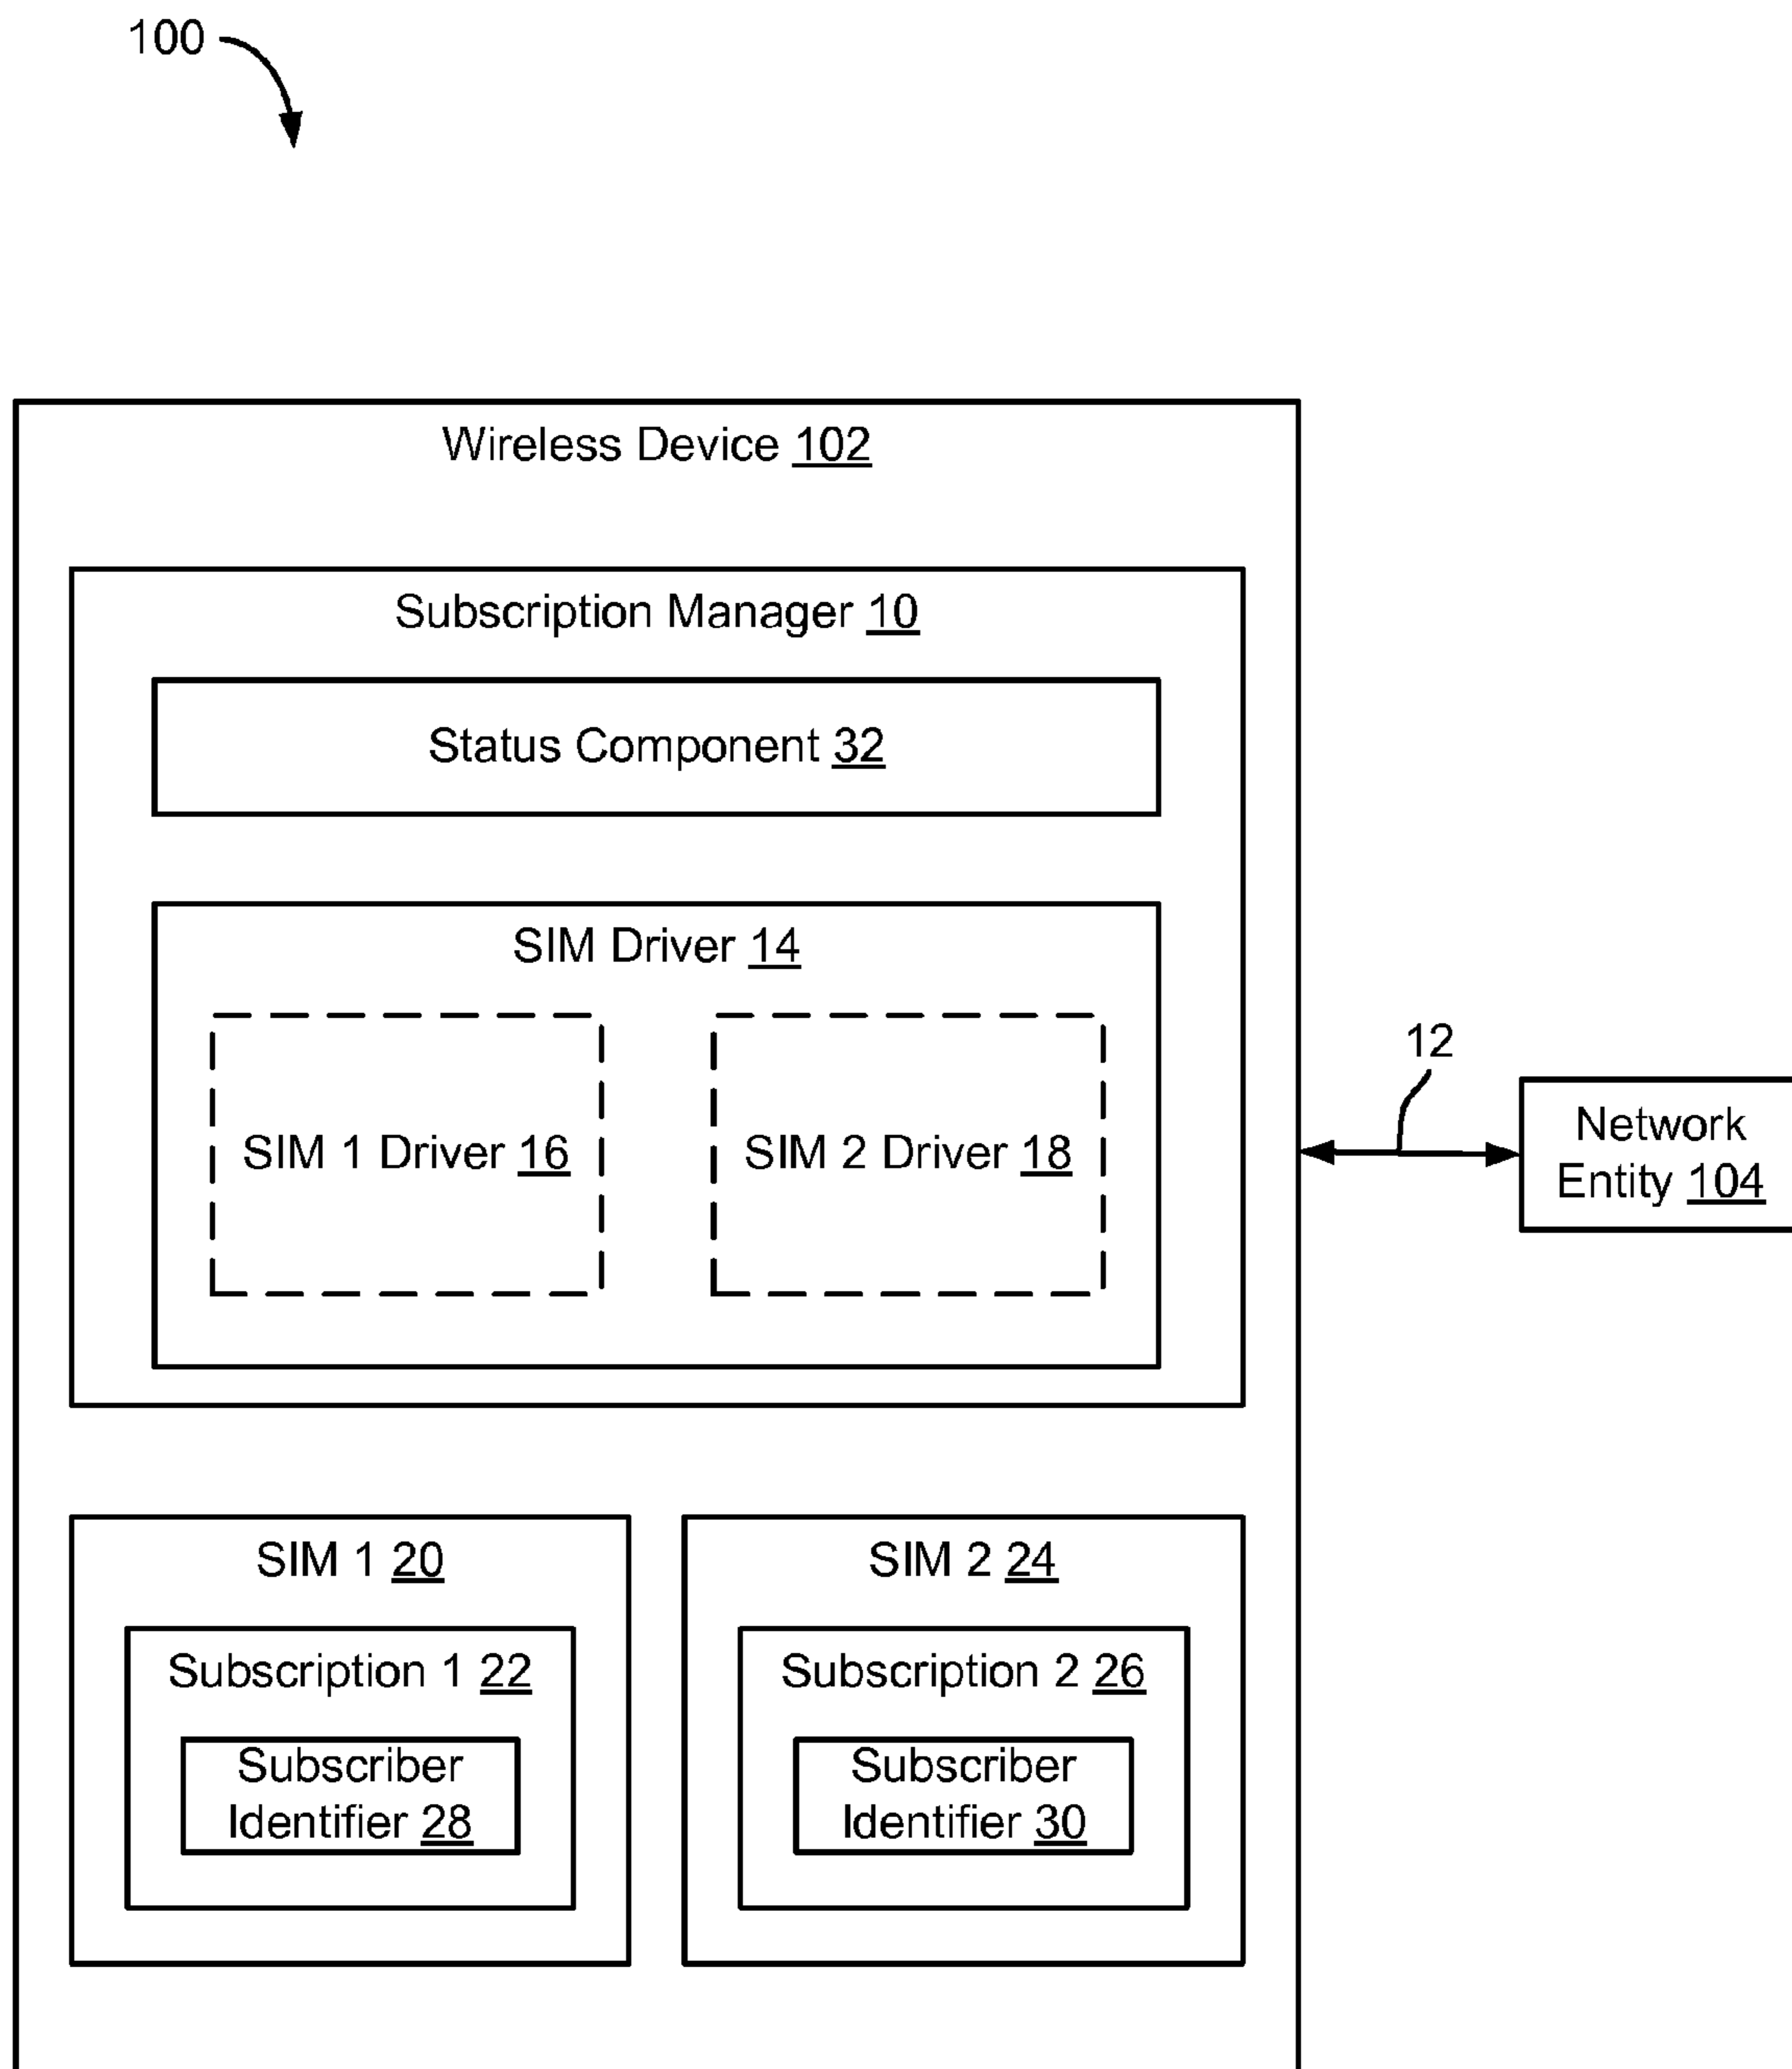 100
Wireless Device 102
Subscription Manager 10
Status Component 32
SIM Driver 14
SIM 1 Driver 16
SIM 2 Driver 18
12
Network
Entity 104
SIM 1 20
Subscription 1 22
Subscriber
Identifier 28
SIM 2 24
Subscription 2 26
Subscriber
Identifier 30